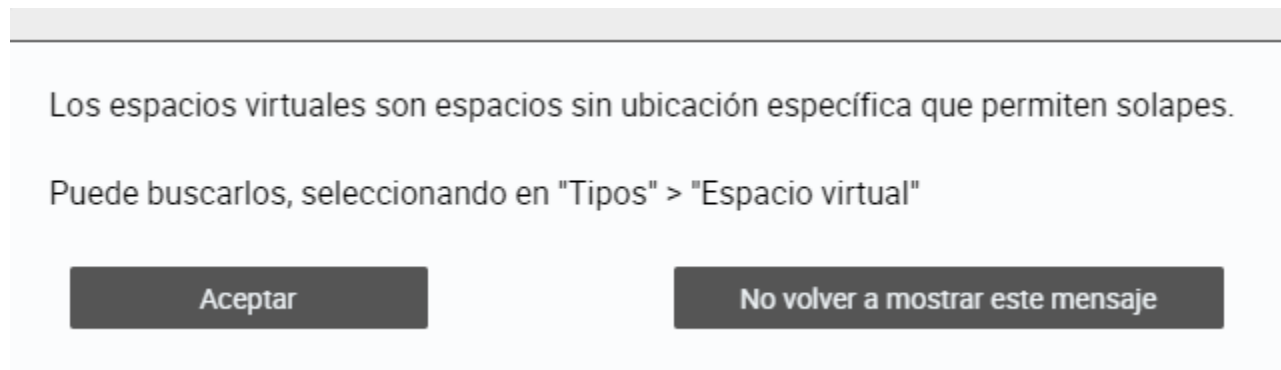 Los espacios virtuales son espacios sin ubicación específica que permiten solapes.
Puede buscarlos, seleccionando en "Tipos" > "Espacio virtual"
Aceptar
No volver a mostrar este mensaje